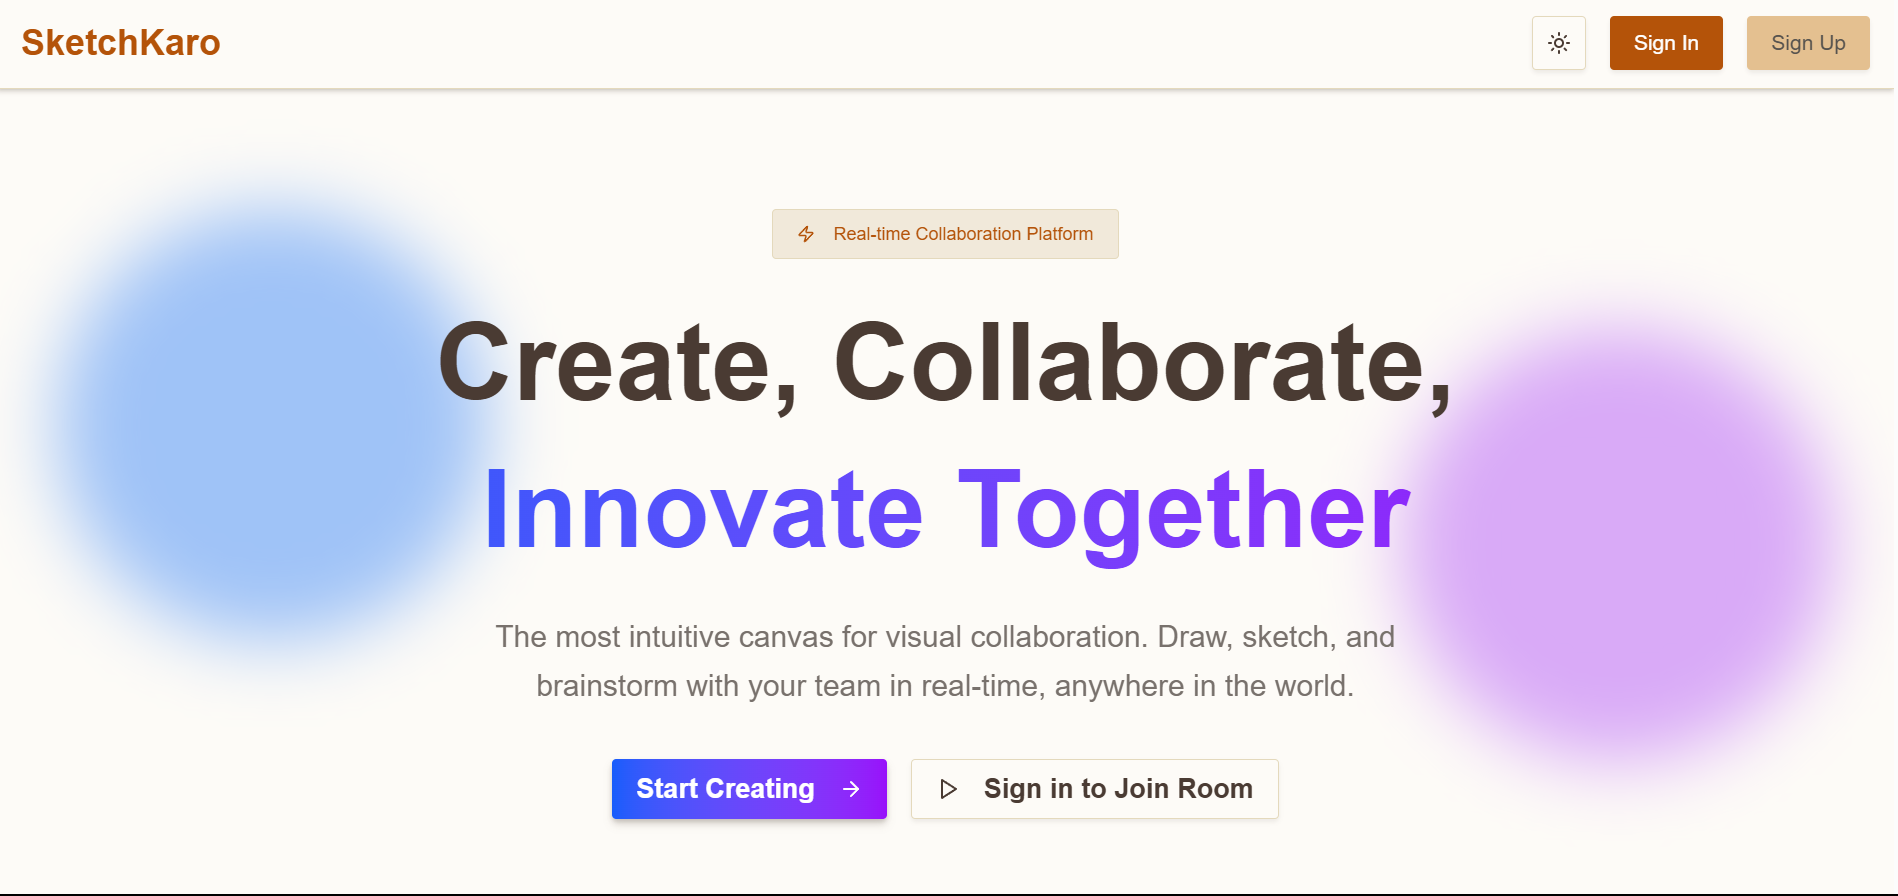 SketchKaro
Sign In
Sign Up
Real-time Collaboration Platform
Create, Collaborate,
Innovate Together
The most intuitive canvas for visual collaboration. Draw, sketch, and
brainstorm with your team in real-time, anywhere in the world.
Start Creating
Sign in to Join Room